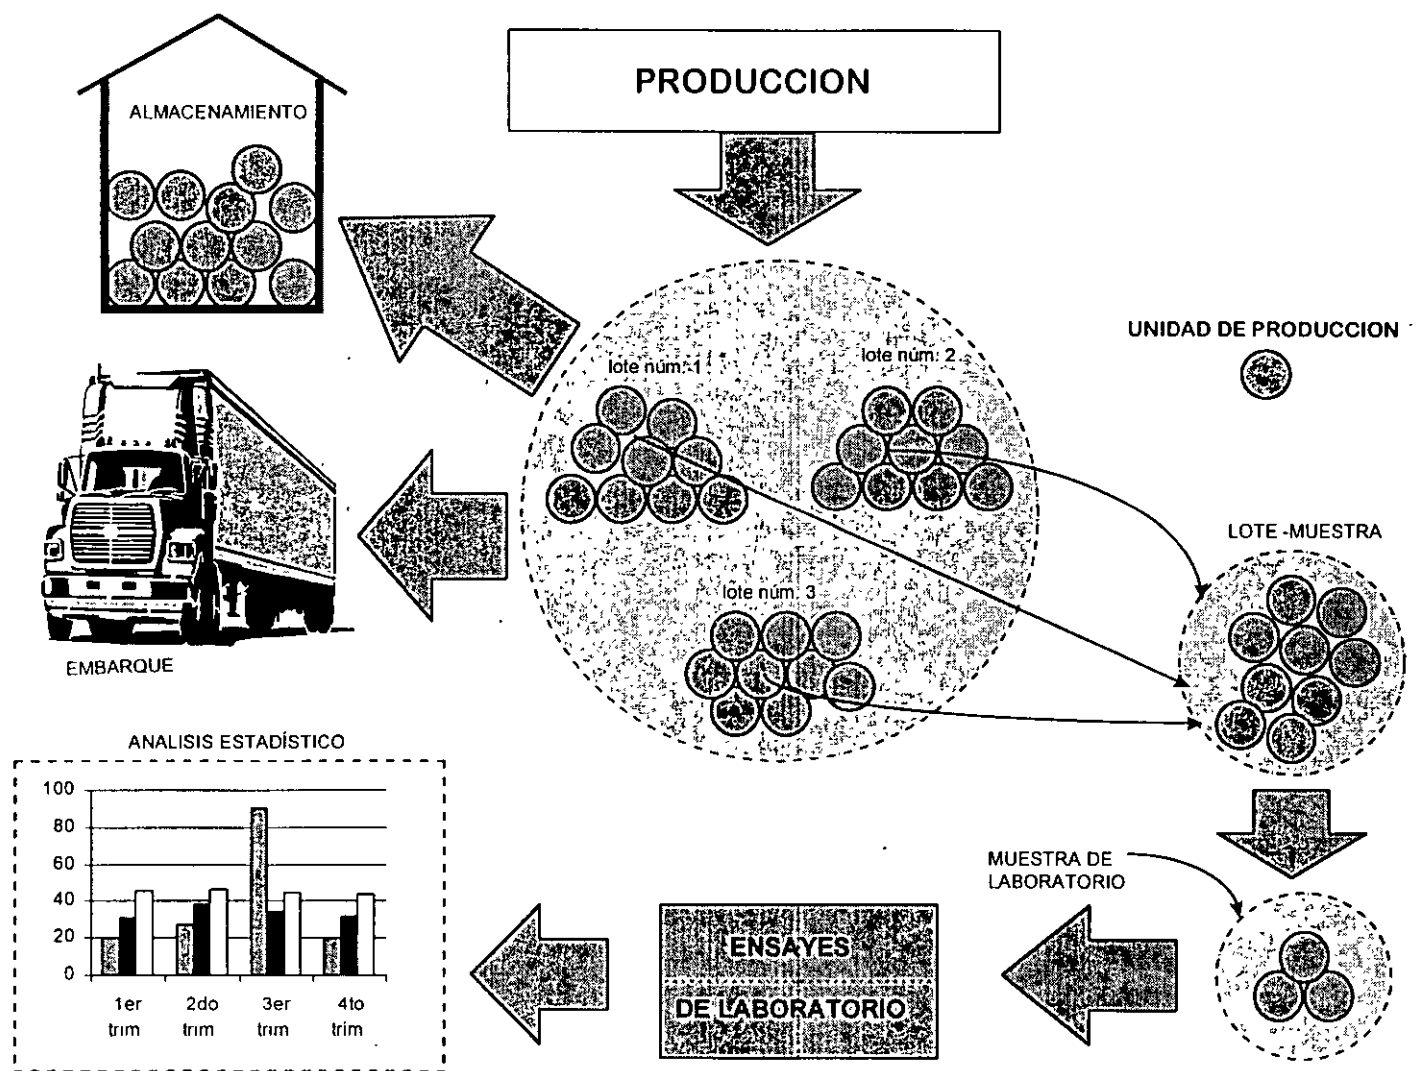 PRODUCCION
ALMACENAMIENTO
UNIDAD DE PRODUCCION
lote núm. 1
lote núm. 2
lote núm. 3
LOTE -MUESTRA
EMBARQUE
ANALISIS ESTADÍSTICO
100
80
60
40
20
0
1er 2do 3er 4to
trim trim trim trim
MUESTRA DE
LABORATORIO
ENSAYES
DE LABORATORIO